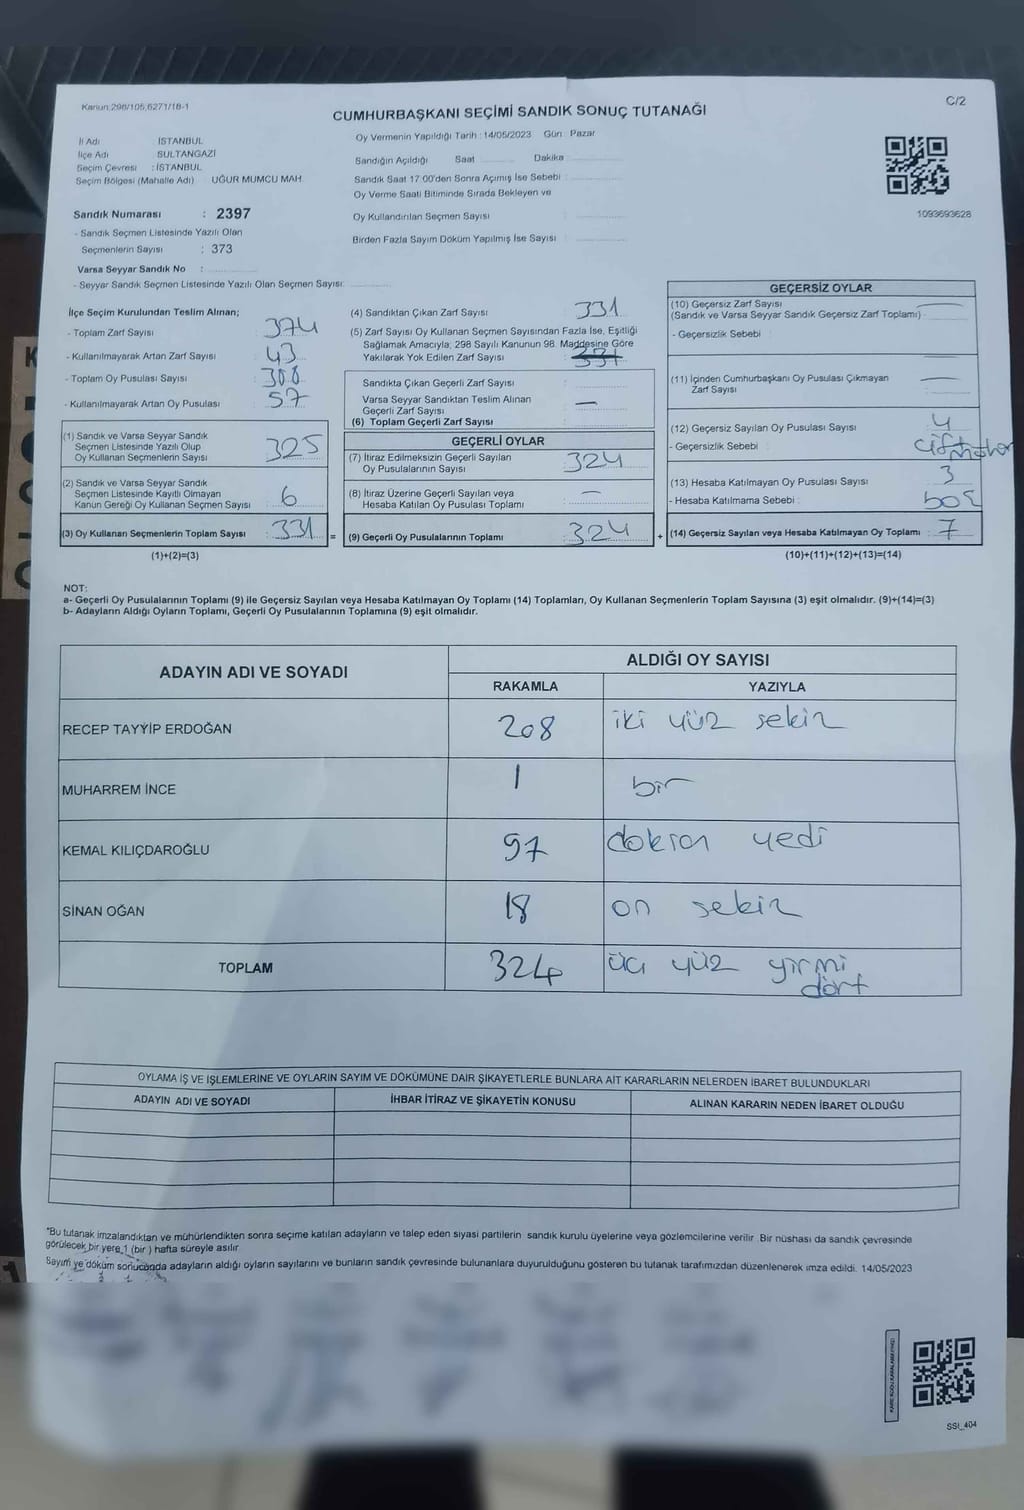 Kanun:298/105,6271/18-1
C/2
CUMHURBAŞKANI SEÇİMİ SANDIK SONUÇ TUTANAĞI
İl Adı İSTANBUL
İlçe Adı SULTANGAZİ
Seçim Çevresi : İSTANBUL
Seçim Bölgesi (Mahalle Adı) UĞUR MUMCU MAH.
Sandık Numarası : 2397
- Sandık Seçmen Listesinde Yazılı Olan
Seçmenlerin Sayısı : 373
Varsa Seyyar Sandık No :
- Seyyar Sandık Seçmen Listesinde Yazılı Olan Seçmen Sayısı:
Oy Vermenin Yapıldığı Tarih : 14/05/2023 Gün : Pazar
Sandığın Açıldığı Saat Dakika
Sandık Saat 17:00'den Sonra Açımış İse Sebebi :
Oy Verme Saati Bitiminde Sırada Bekleyen ve
Oy Kullandırılan Seçmen Sayısı :
Birden Fazla Sayım Döküm Yapılmış İse Sayısı :
1093693628
İlçe Seçim Kurulundan Teslim Alınan;
- Toplam Zarf Sayısı 374
- Kullanılmayarak Artan Zarf Sayısı 43
- Toplam Oy Pusulası Sayısı
- Kullanılmayarak Artan Oy Pusulası 57
(1) Sandık ve Varsa Seyyar Sandık
Seçmen Listesinde Yazılı Olup
Oy Kullanan Seçmenlerin Sayısı 325
(2) Sandık ve Varsa Seyyar Sandık
Seçmen Listesinde Kayıtlı Olmayan
Kanun Gereği Oy Kullanan Seçmen Sayısı 6
(3) Oy Kullanan Seçmenlerin Toplam Sayısı : 331 =
(1)+(2)=(3)
(4) Sandıktan Çıkan Zarf Sayısı 331
(5) Zarf Sayısı Oy Kullanan Seçmen Sayısından Fazla İse, Eşitliği
Sağlamak Amacıyla, 298 Sayılı Kanunun 98. Maddesine Göre
Yakılarak Yok Edilen Zarf Sayısı 331
Sandıkta Çıkan Geçerli Zarf Sayısı
Varsa Seyyar Sandıktan Teslim Alınan
Geçerli Zarf Sayısı —
(6) Toplam Geçerli Zarf Sayısı
GEÇERLİ OYLAR
(7) İtiraz Edilmeksizin Geçerli Sayılan
Oy Pusulalarının Sayısı 324
(8) İtiraz Üzerine Geçerli Sayılan veya
Hesaba Katılan Oy Pusulaları Toplamı —
(9) Geçerli Oy Pusulalarının Toplamı 324 +
GEÇERSİZ OYLAR
(10) Geçersiz Zarf Sayısı —
(Sandık ve Varsa Seyyar Sandık Geçersiz Zarf Toplamı)
- Geçersizlik Sebebi :
(11) İçinden Cumhurbaşkanı Oy Pusulası Çıkmayan
Zarf Sayısı —
(12) Geçersiz Sayılan Oy Pusulası Sayısı 4
- Geçersizlik Sebebi :
(13) Hesaba Katılmayan Oy Pusulası Sayısı 3
- Hesaba Katılmama Sebebi : boş
(14) Geçersiz Sayılan veya Hesaba Katılmayan Oy Toplamı : 7
(10)+(11)+(12)+(13)=(14)
NOT:
a- Geçerli Oy Pusulalarının Toplamı (9) ile Geçersiz Sayılan veya Hesaba Katılmayan Oy Toplamı (14) Toplamları, Oy Kullanan Seçmenlerin Toplam Sayısına (3) eşit olmalıdır. (9)+(14)=(3)
b- Adayların Aldığı Oyların Toplamı, Geçerli Oy Pusulalarının Toplamına (9) eşit olmalıdır.
ADAYIN ADI VE SOYADI ALDIĞI OY SAYISI
RAKAMLA YAZIYLA
RECEP TAYYİP ERDOĞAN 208 iki yüz sekiz
MUHARREM İNCE 1 bir
KEMAL KILIÇDAROĞLU 97 doksan yedi
SİNAN OĞAN 18 on sekiz
TOPLAM 324 üç yüz yirmi
dört
OYLAMA İŞ VE İŞLEMLERİNE VE OYLARIN SAYIM VE DÖKÜMÜNE DAİR ŞİKAYETLERLE BUNLARA AİT KARARLARIN NELERDEN İBARET BULUNDUKLARI
ADAYIN ADI VE SOYADI İHBAR İTİRAZ VE ŞİKAYETİN KONUSU ALINAN KARARIN NEDEN İBARET OLDUĞU
*Bu tutanak imzalandıktan ve mühürlendikten sonra seçime katılan adayların ve talep eden siyasi partilerin sandık kurulu üyelerine veya gözlemcilerine verilir. Bir nüshası da sandık çevresinde
görülecek bir yere 1 (bir ) hafta süreyle asılır.
Sayım ve döküm sonucunda adayların aldığı oyların sayılarını ve bunların sandık çevresinde bulunanlara duyurulduğunu gösteren bu tutanak tarafımızdan düzenlenerek imza edildi. 14/05/2023
SSI_404